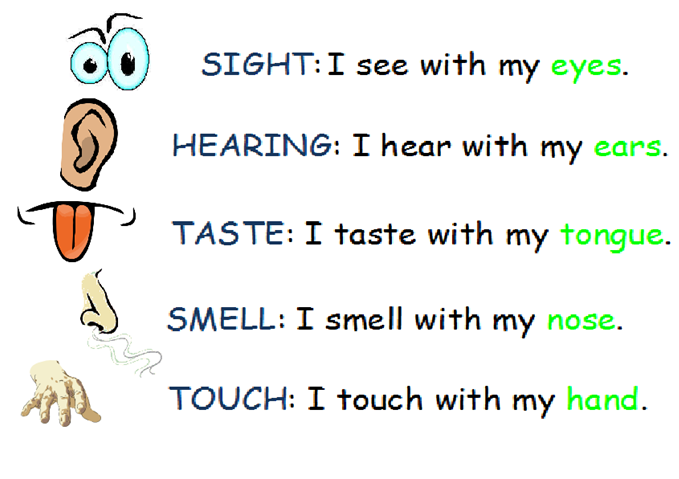 SIGHT: I see with my eyes.
HEARING: I hear with my ears.
TASTE: I taste with my tongue.
SMELL: I smell with my nose.
TOUCH: I touch with my hand.